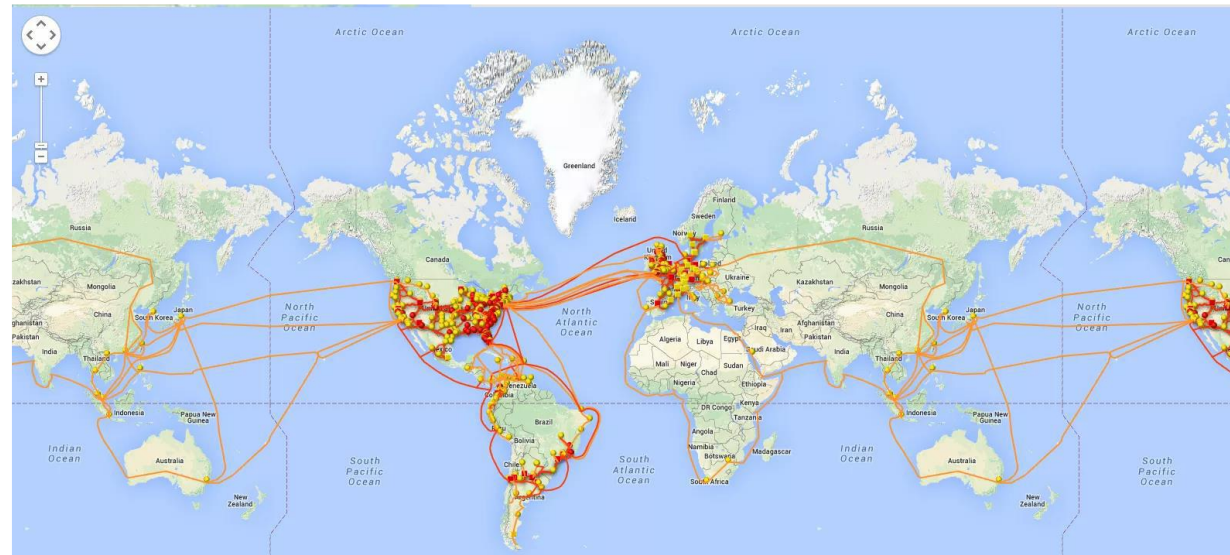 Arctic Ocean
Arctic Ocean
Arctic Ocean
Greenland
Iceland
Finland
Sweden
Russia
Canada
Russia
Ukraine
Kazakhstan
Mongolia
Mongolia
China
South Korea
Japan
North
Pacific
Ocean
North
Atlantic
Ocean
Turkey
Iraq
Iran
Afghanistan
Pakistan
China
South Korea
Japan
North
Pacific
Ocean
Pakistan
India
Thailand
Algeria
Libya
Egypt
Saudi Arabia
India
Thailand
Mali
Niger
Chad
Sudan
Nigeria
Ethiopia
Venezuela
Indonesia
Papua New
Guinea
Brazil
DR Congo
Kenya
Tanzania
Indonesia
Papua New
Guinea
Bolivia
Angola
Namibia
Botswana
Madagascar
Indian
Ocean
Australia
South
Pacific
Ocean
Chile
South
Atlantic
Ocean
South Africa
Indian
Ocean
Australia
South
Pacific
Ocean
New
Zealand
Argentina
New
Zealand